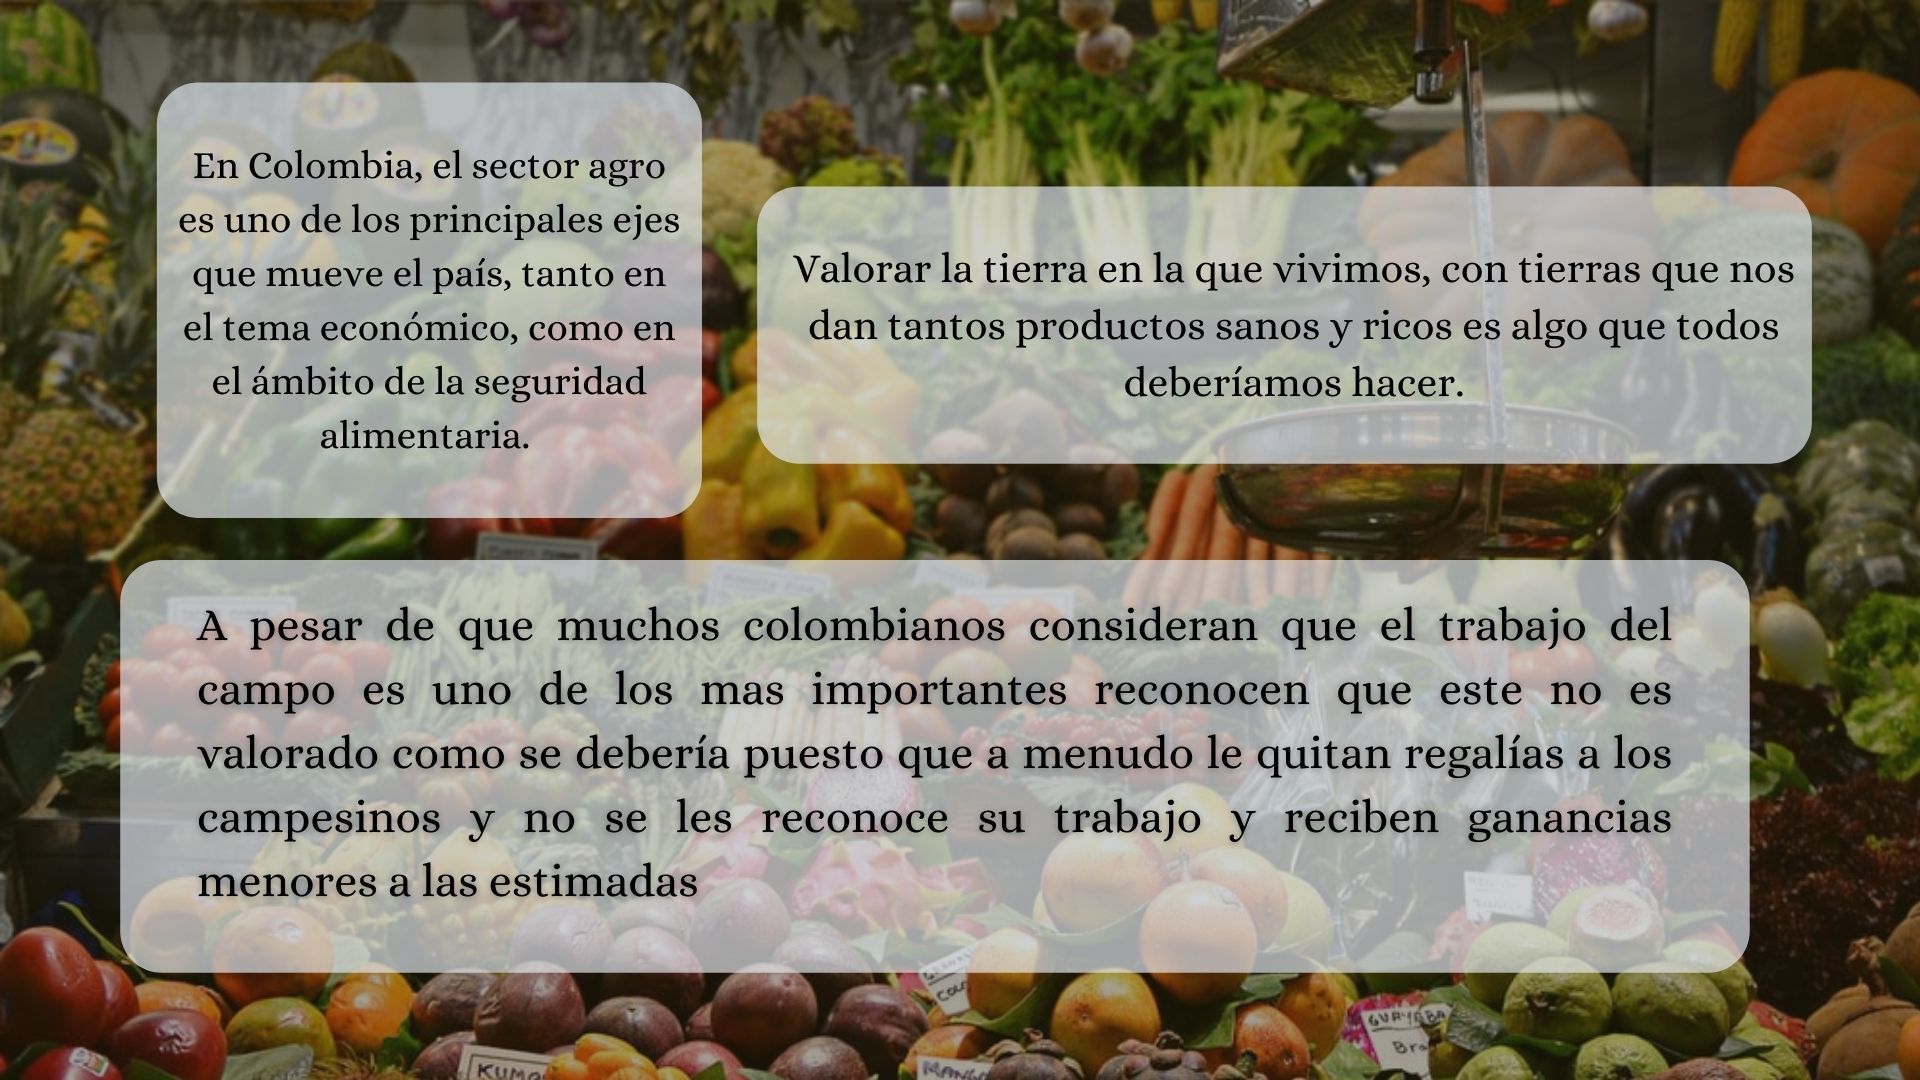 En Colombia, el sector agro
es uno de los principales ejes
que mueve el país, tanto en
el tema económico, como en
el ámbito de la seguridad
alimentaria.
Valorar la tierra en la que vivimos, con tierras que nos
dan tantos productos sanos y ricos es algo que todos
deberíamos hacer.
A pesar de que muchos colombianos consideran que el trabajo del
campo es uno de los mas importantes reconocen que este no es
valorado como se debería puesto que a menudo le quitan regalías a los
campesinos y no se les reconoce su trabajo y reciben ganancias
menores a las estimadas